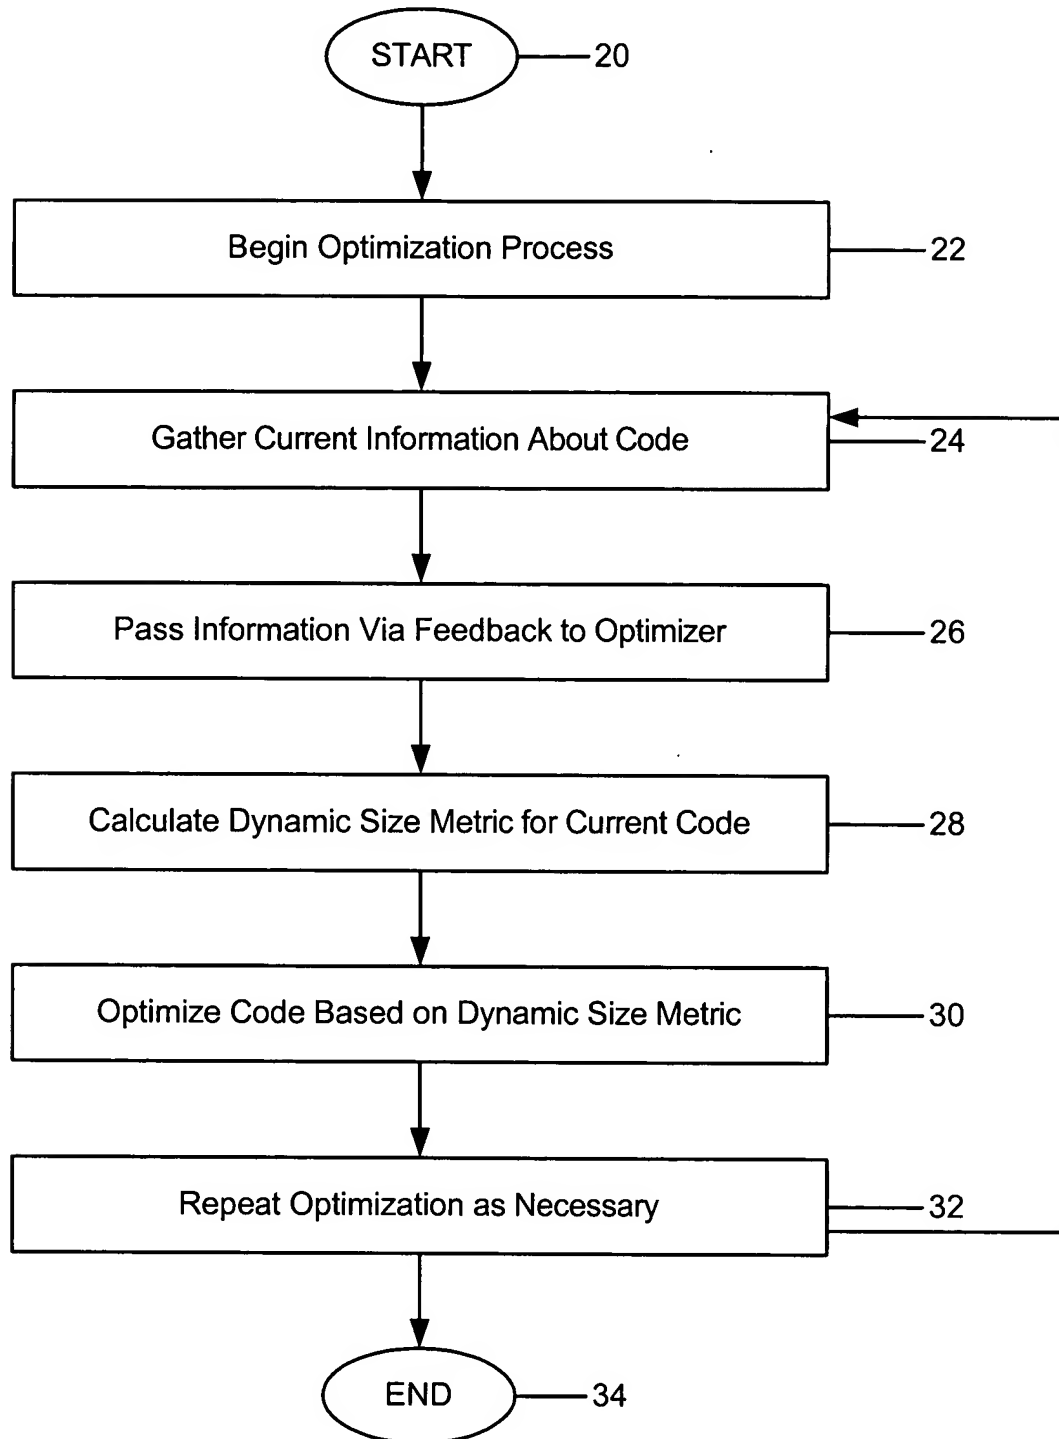 START 20
Begin Optimization Process 22
Gather Current Information About Code 24
Pass Information Via Feedback to Optimizer 26
Calculate Dynamic Size Metric for Current Code 28
Optimize Code Based on Dynamic Size Metric 30
Repeat Optimization as Necessary 32
END 34